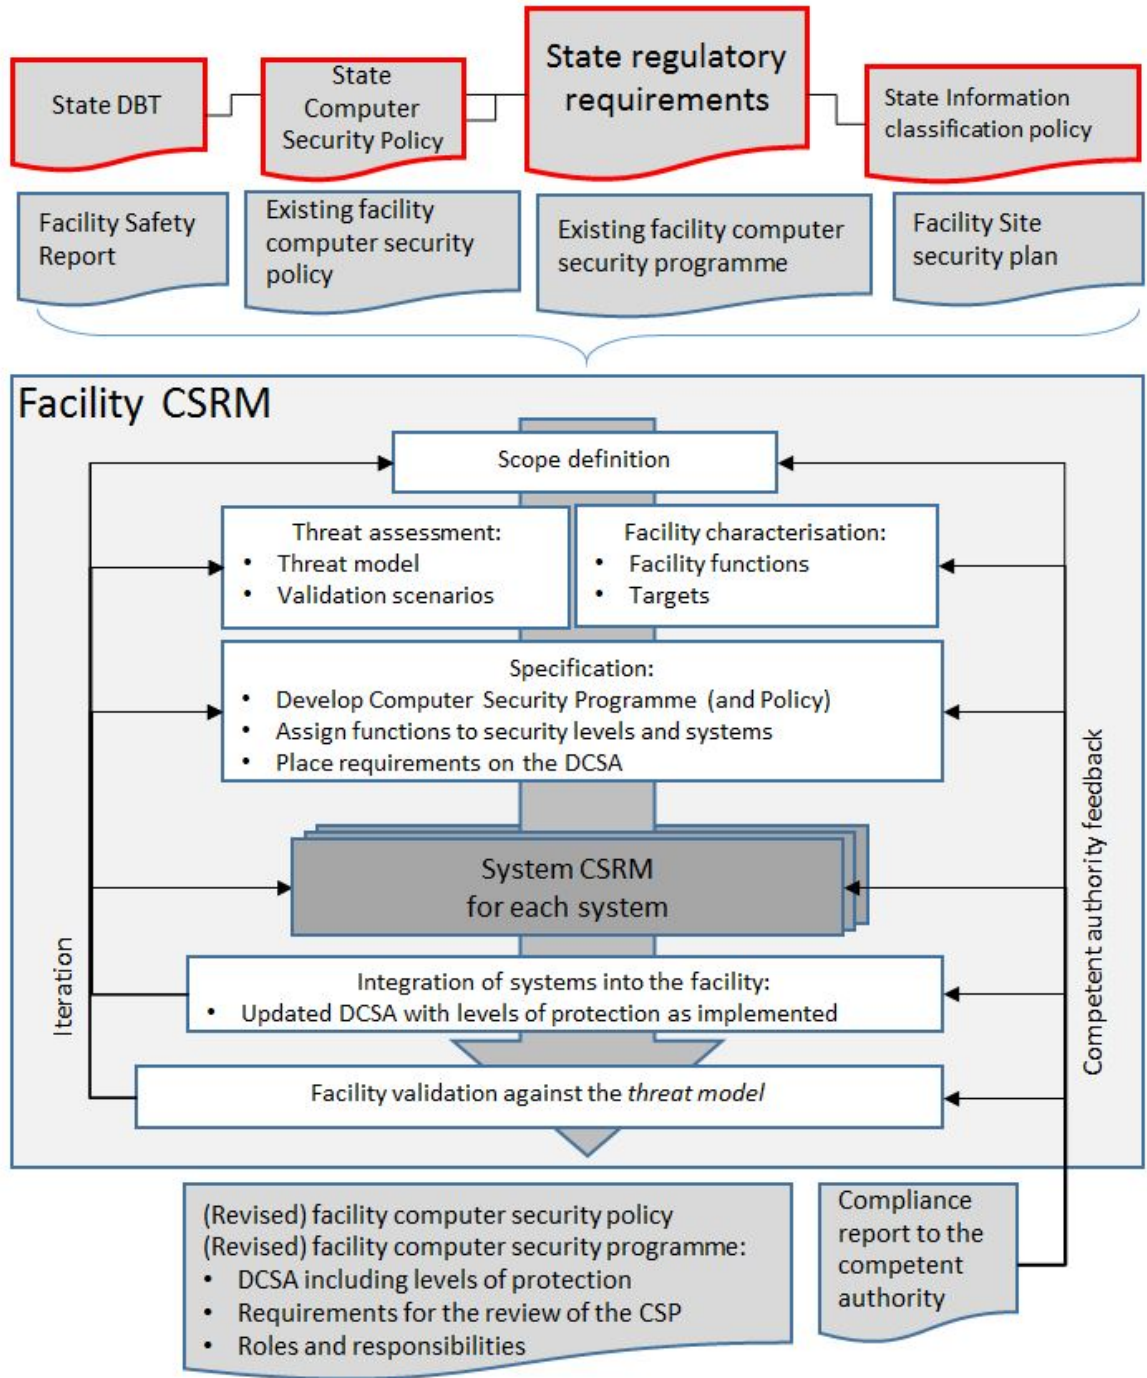 State DBT
State
Computer
Security Policy
State regulatory
requirements
State Information
classification policy
Facility Safety
Report
Existing facility
computer security
policy
Existing facility computer
security programme
Facility Site
security plan
Facility CSRM
Scope definition
Threat assessment:
• Threat model
• Validation scenarios
Facility characterisation:
• Facility functions
• Targets
Specification:
• Develop Computer Security Programme (and Policy)
• Assign functions to security levels and systems
• Place requirements on the DCSA
System CSRM
for each system
Integration of systems into the facility:
• Updated DCSA with levels of protection as implemented
Facility validation against the threat model
Iteration
Competent authority feedback
(Revised) facility computer security policy
(Revised) facility computer security programme:
• DCSA including levels of protection
• Requirements for the review of the CSP
• Roles and responsibilities
Compliance
report to the
competent
authority